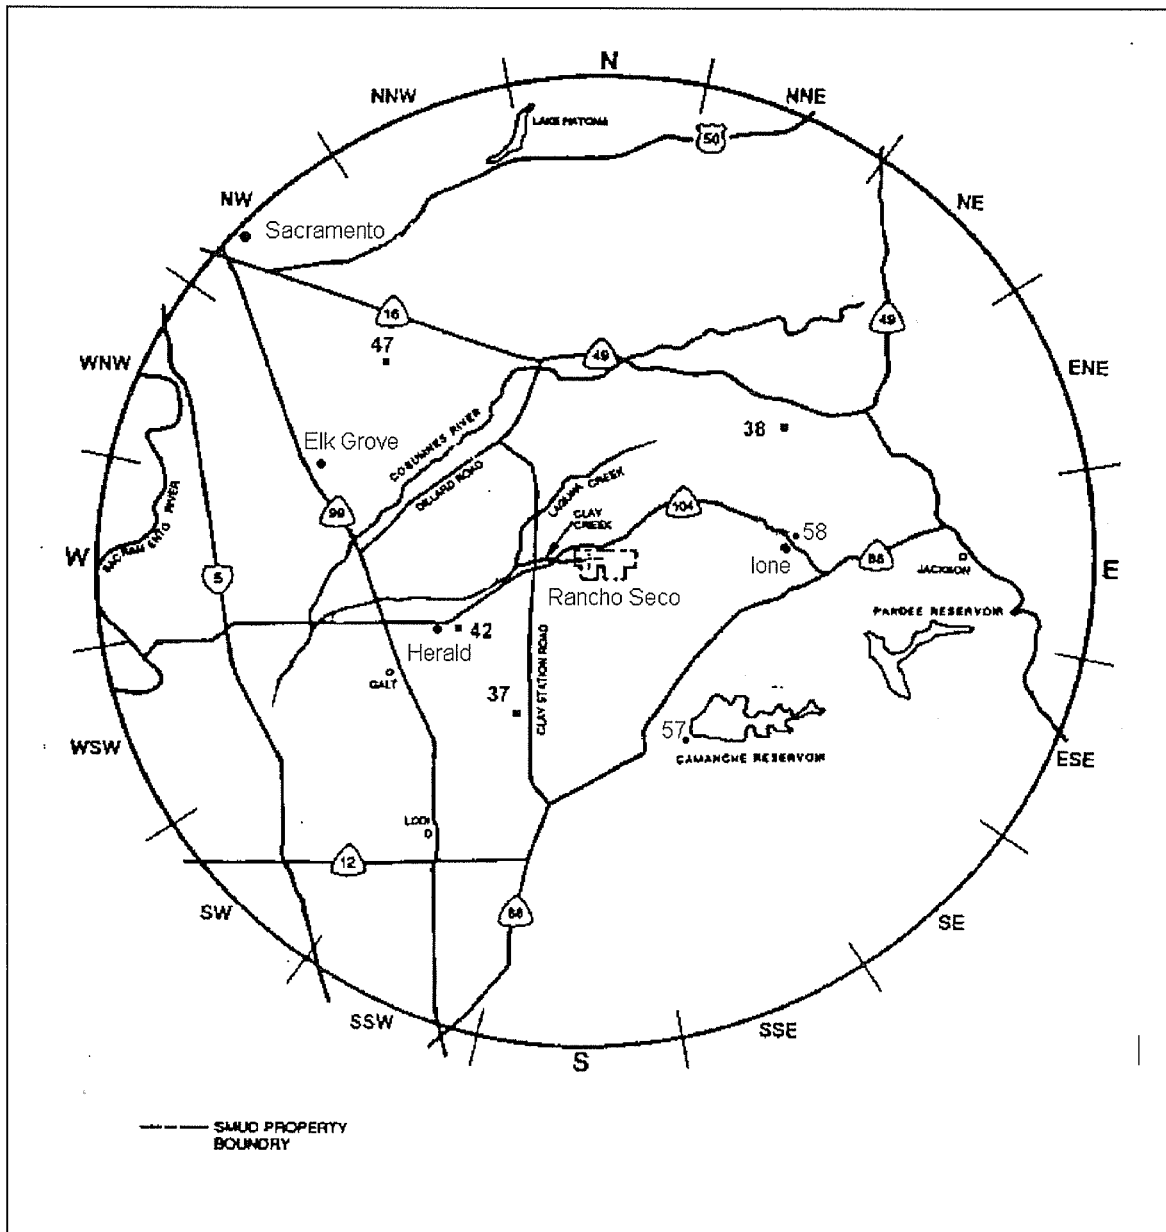 N
NNW
NNE
LAKE NATOMA
50
NW
NE
Sacramento
16
49
49
47
WNW
ENE
COSUMNES RIVER
38
Elk Grove
DILLARD ROAD
LAGUNA CREEK
99
104
CLAY
CREEK
SACRAMENTO RIVER
58
W
Ione
88
JACKSON
E
5
Rancho Seco
PARDEE RESERVOIR
42
Herald
GALT
CLAY STATION ROAD
37
57
WSW
CAMANCHE RESERVOIR
ESE
LODI
12
88
SW
SE
SSW
SSE
S
SMUD PROPERTY
BOUNDRY